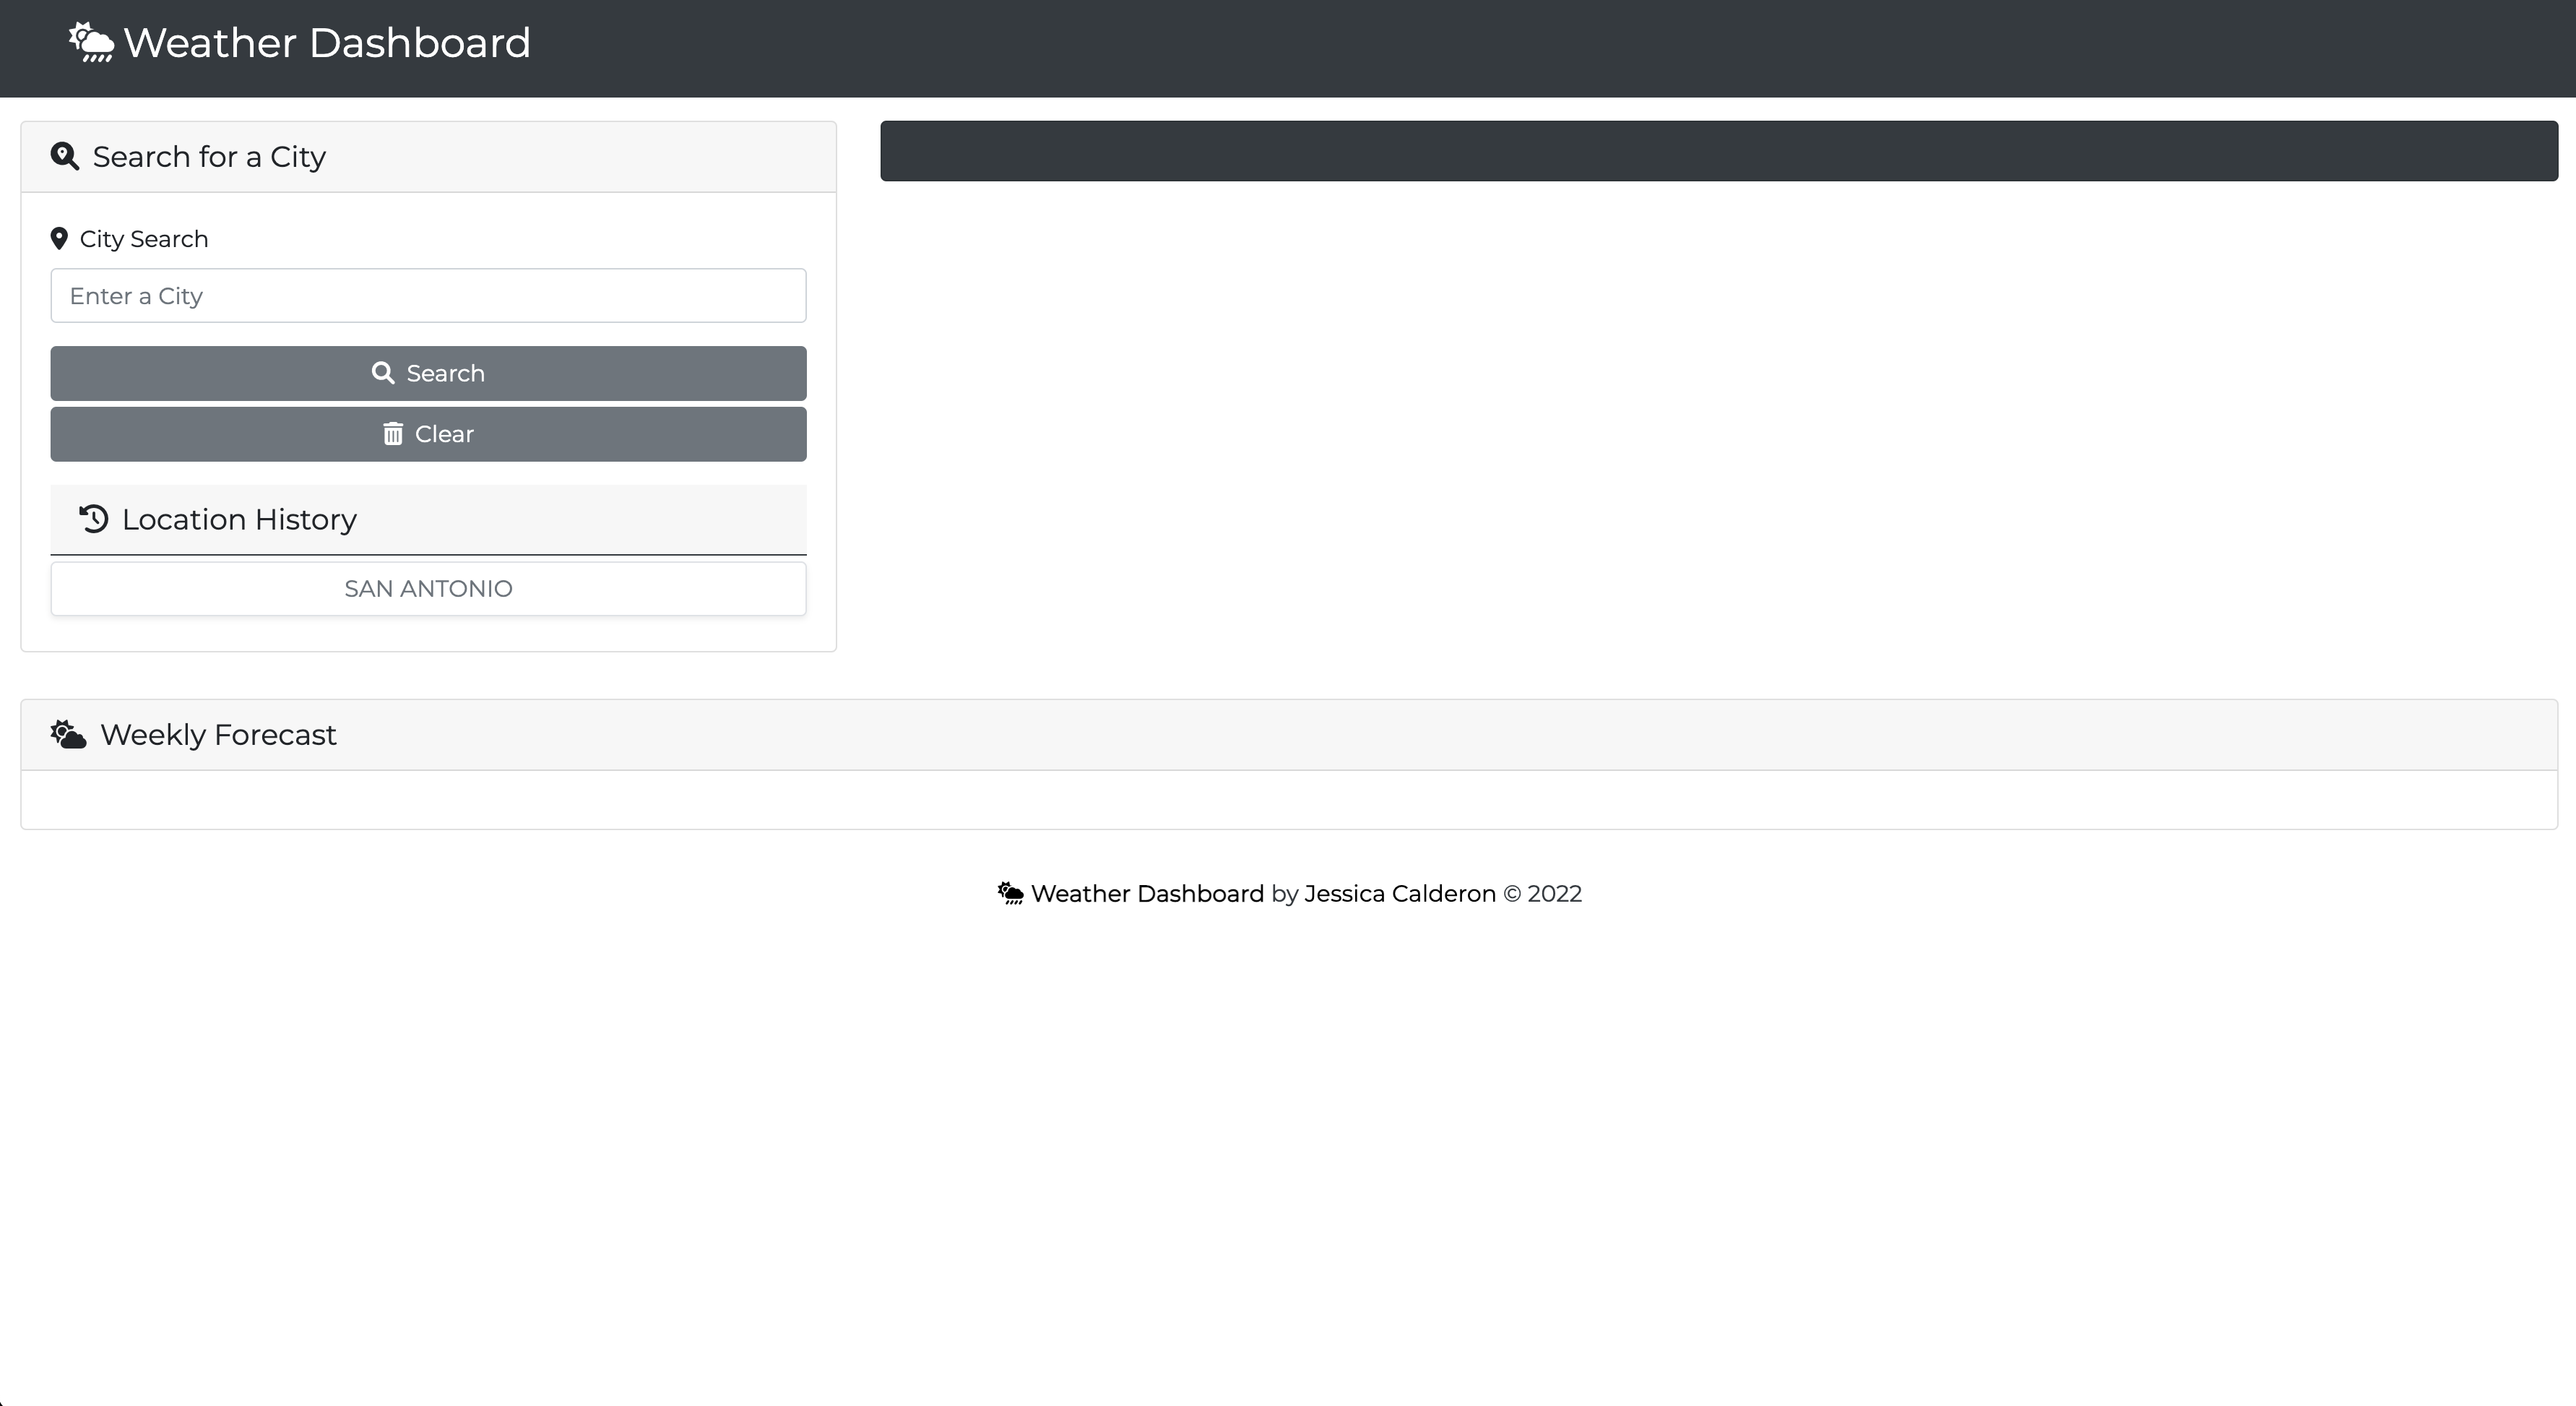 Weather Dashboard
Search for a City
City Search
Enter a City
Search
Clear
Location History
SAN ANTONIO
Weekly Forecast
Weather Dashboard by Jessica Calderon © 2022